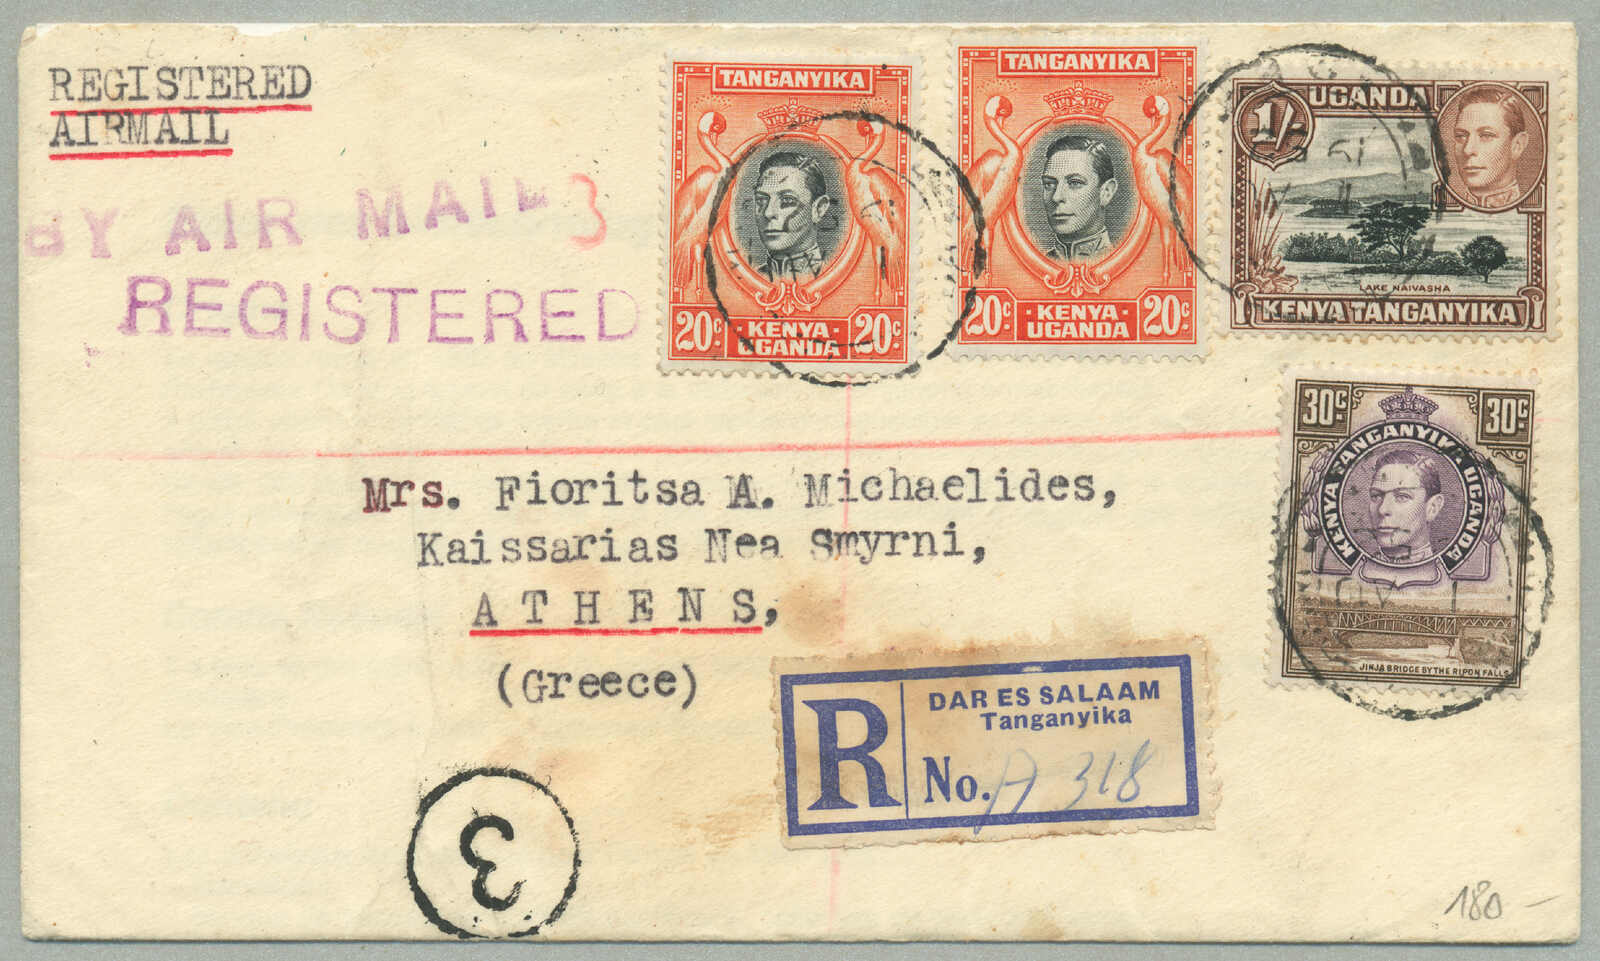 REGISTERED
AIRMAIL
BY AIR MAIL 3
REGISTERED
TANGANYIKA
20c. KENYA 20c.
UGANDA
TANGANYIKA
20c. KENYA 20c.
UGANDA
1/- UGANDA
LAKE NAIVASHA
KENYA TANGANYIKA
30c. 30c.
KENYA TANGANYIKA UGANDA
JINJA BRIDGE BY THE RIPON FALLS
Mrs. Fioritsa A. Michaelides,
Kaissarias Nea Smyrni,
ATHENS,
(Greece)
R DAR ES SALAAM
Tanganyika
No. A 318
3
180 -